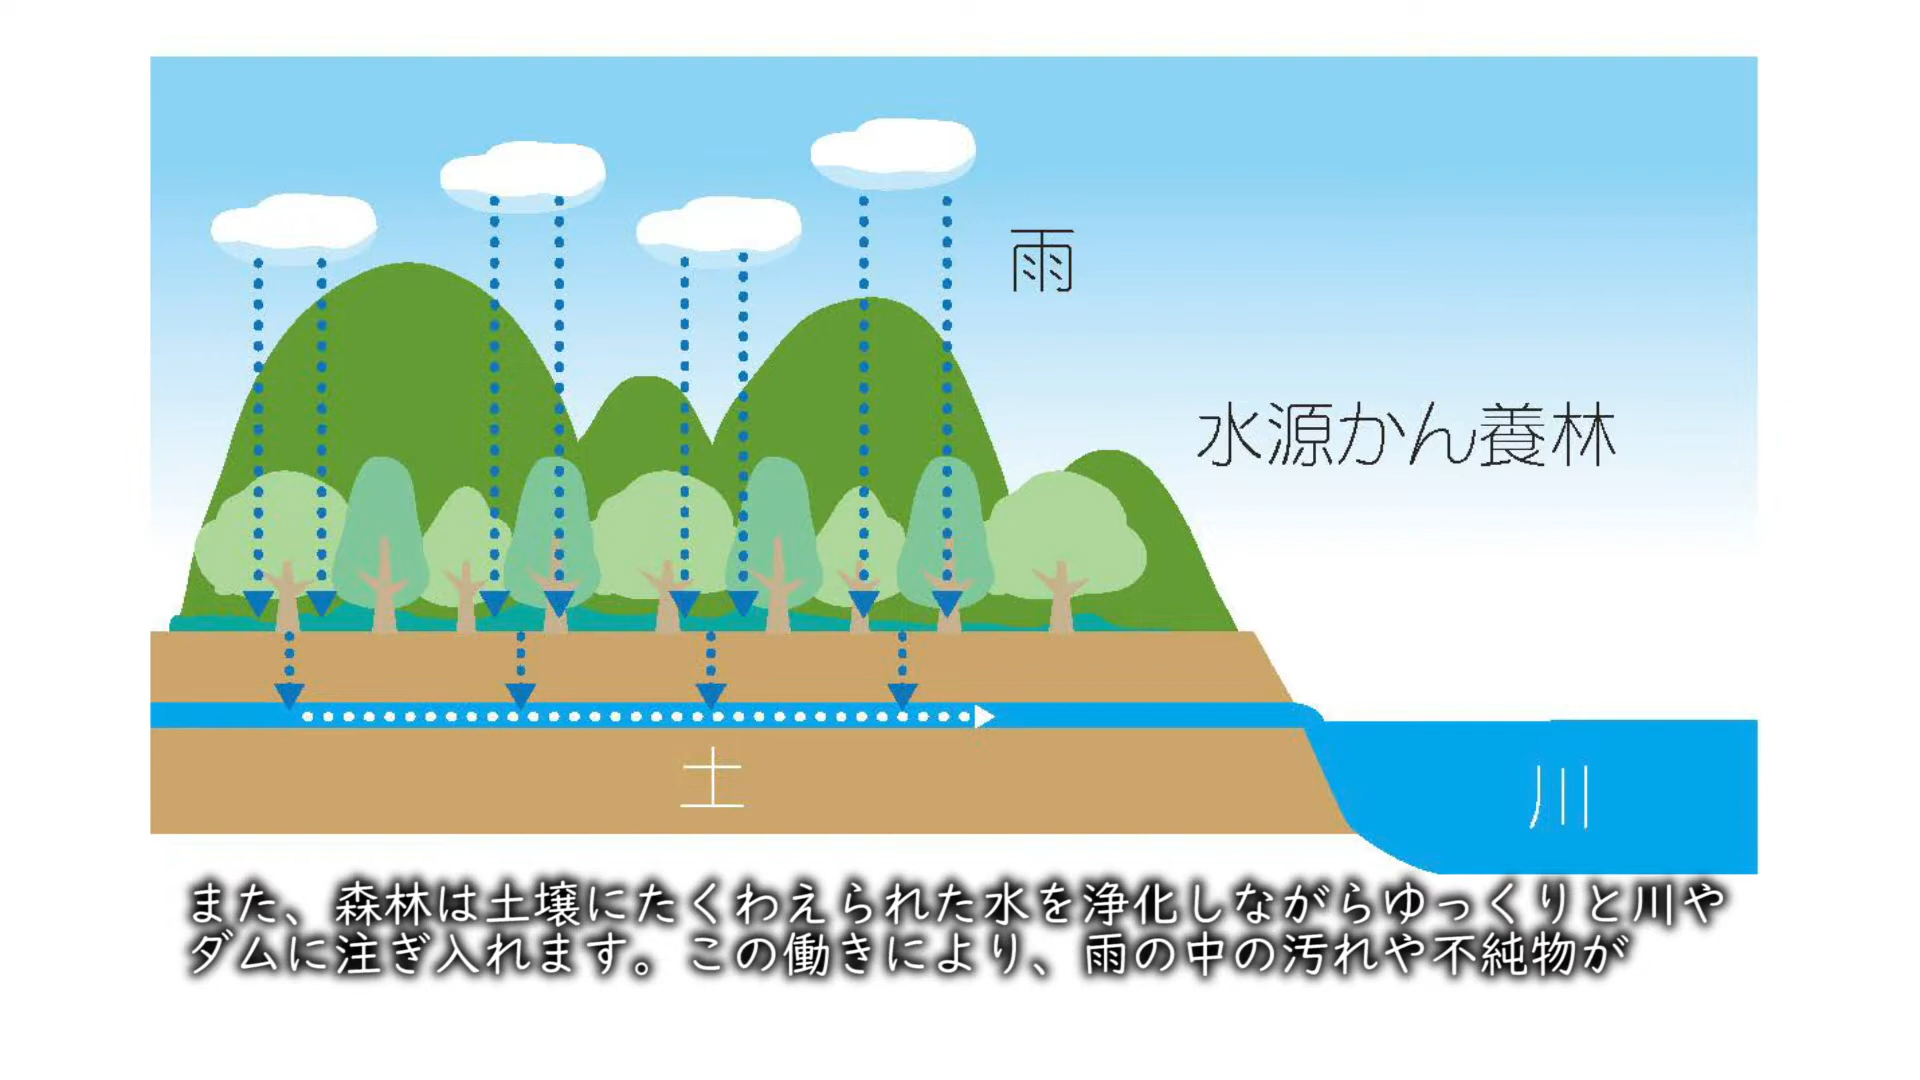 雨
水源かん養林
土
川
また、森林は土壌にたくわえられた水を浄化しながらゆっくりと川や
ダムに注ぎ入れます。この働きにより、雨の中の汚れや不純物が